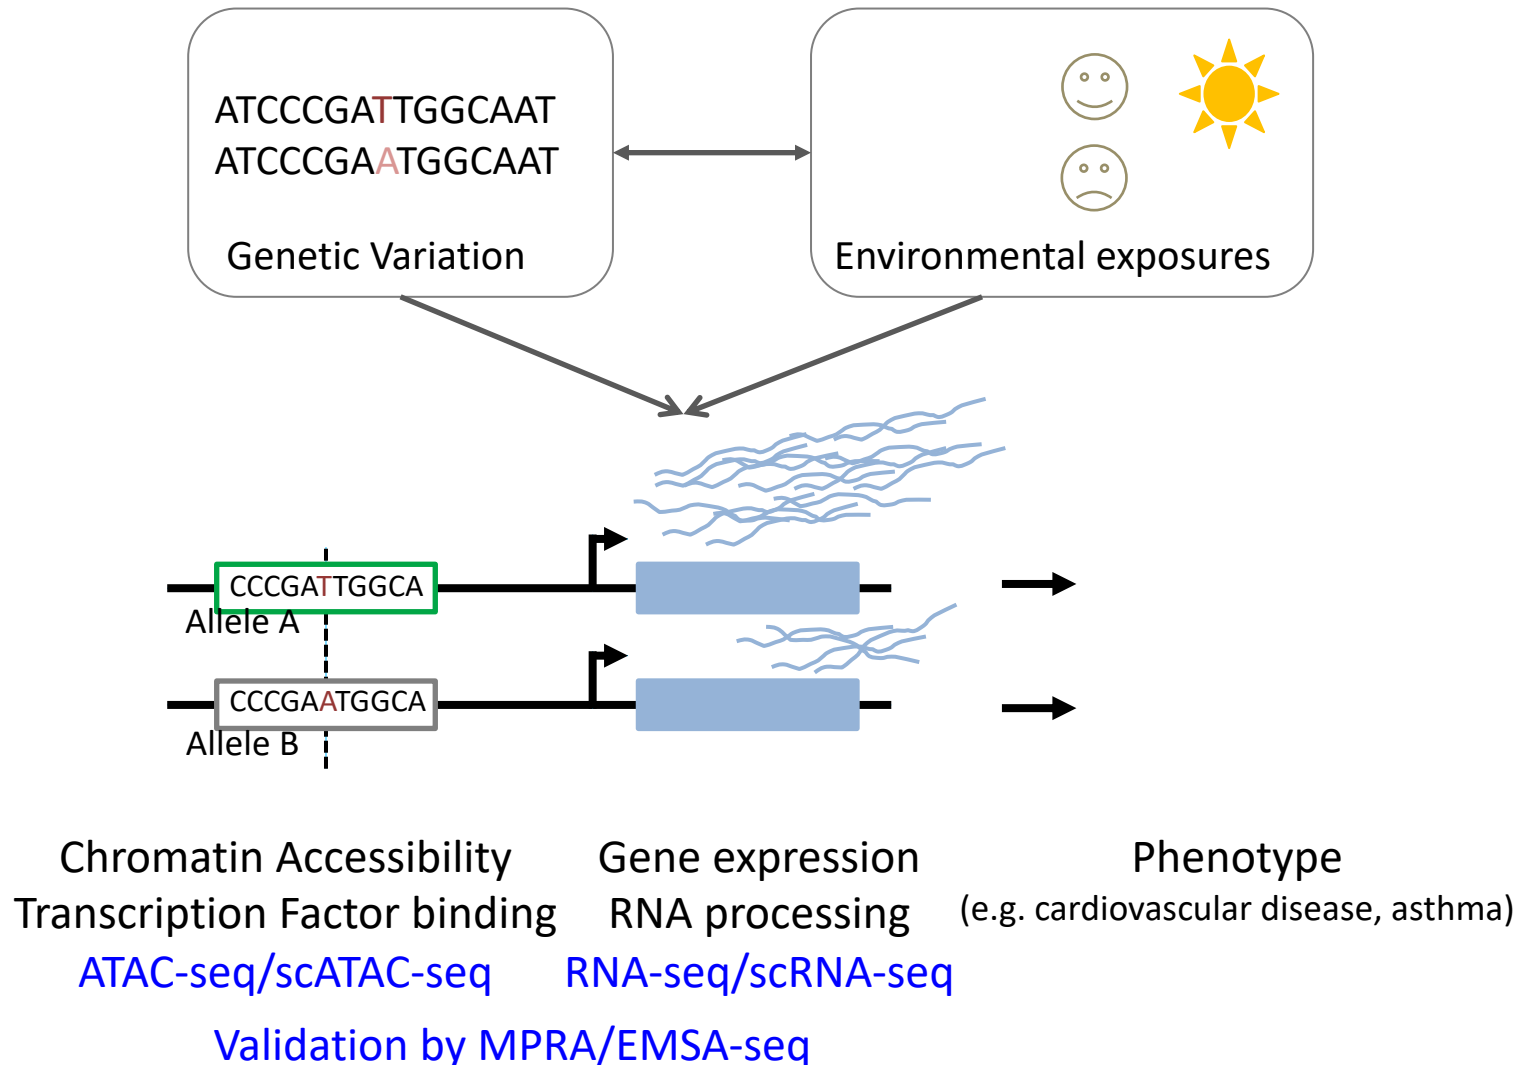 ATCCCGATTGGCAAT
ATCCCGAATGGCAAT
Genetic Variation
Environmental exposures
CCCGATTGGCA
Allele A
CCCGAATGGCA
Allele B
Chromatin Accessibility
Transcription Factor binding
ATAC-seq/scATAC-seq
Gene expression
RNA processing
RNA-seq/scRNA-seq
Phenotype
(e.g. cardiovascular disease, asthma)
Validation by MPRA/EMSA-seq